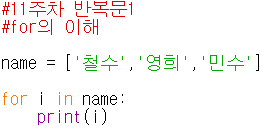 #11주차 반복문1
#for의 이해
name = ['철수','영희','민수']
for i in name:
    print(i)